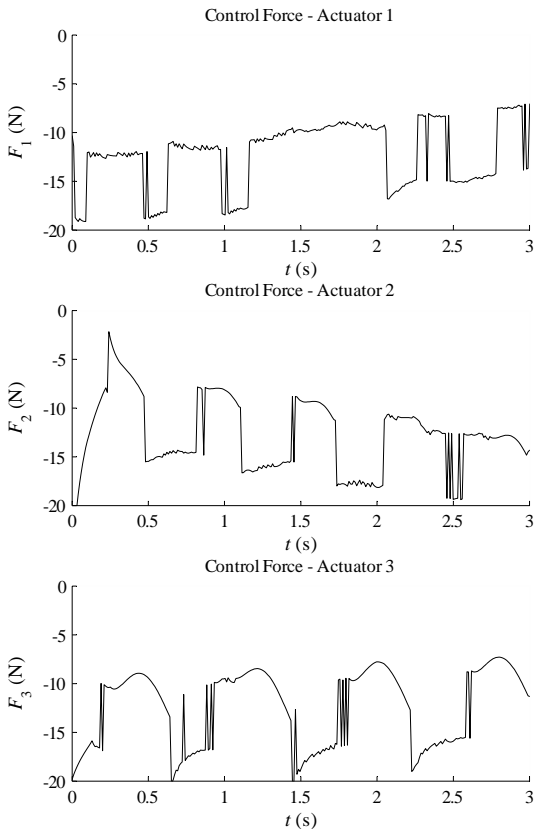 Control Force - Actuator 1
0
-5
-10
-15
-20
F1 (N)
0 0.5 1 1.5 2 2.5 3
t (s)
Control Force - Actuator 2
0
-5
-10
-15
-20
F2 (N)
0 0.5 1 1.5 2 2.5 3
t (s)
Control Force - Actuator 3
0
-5
-10
-15
-20
F3 (N)
0 0.5 1 1.5 2 2.5 3
t (s)